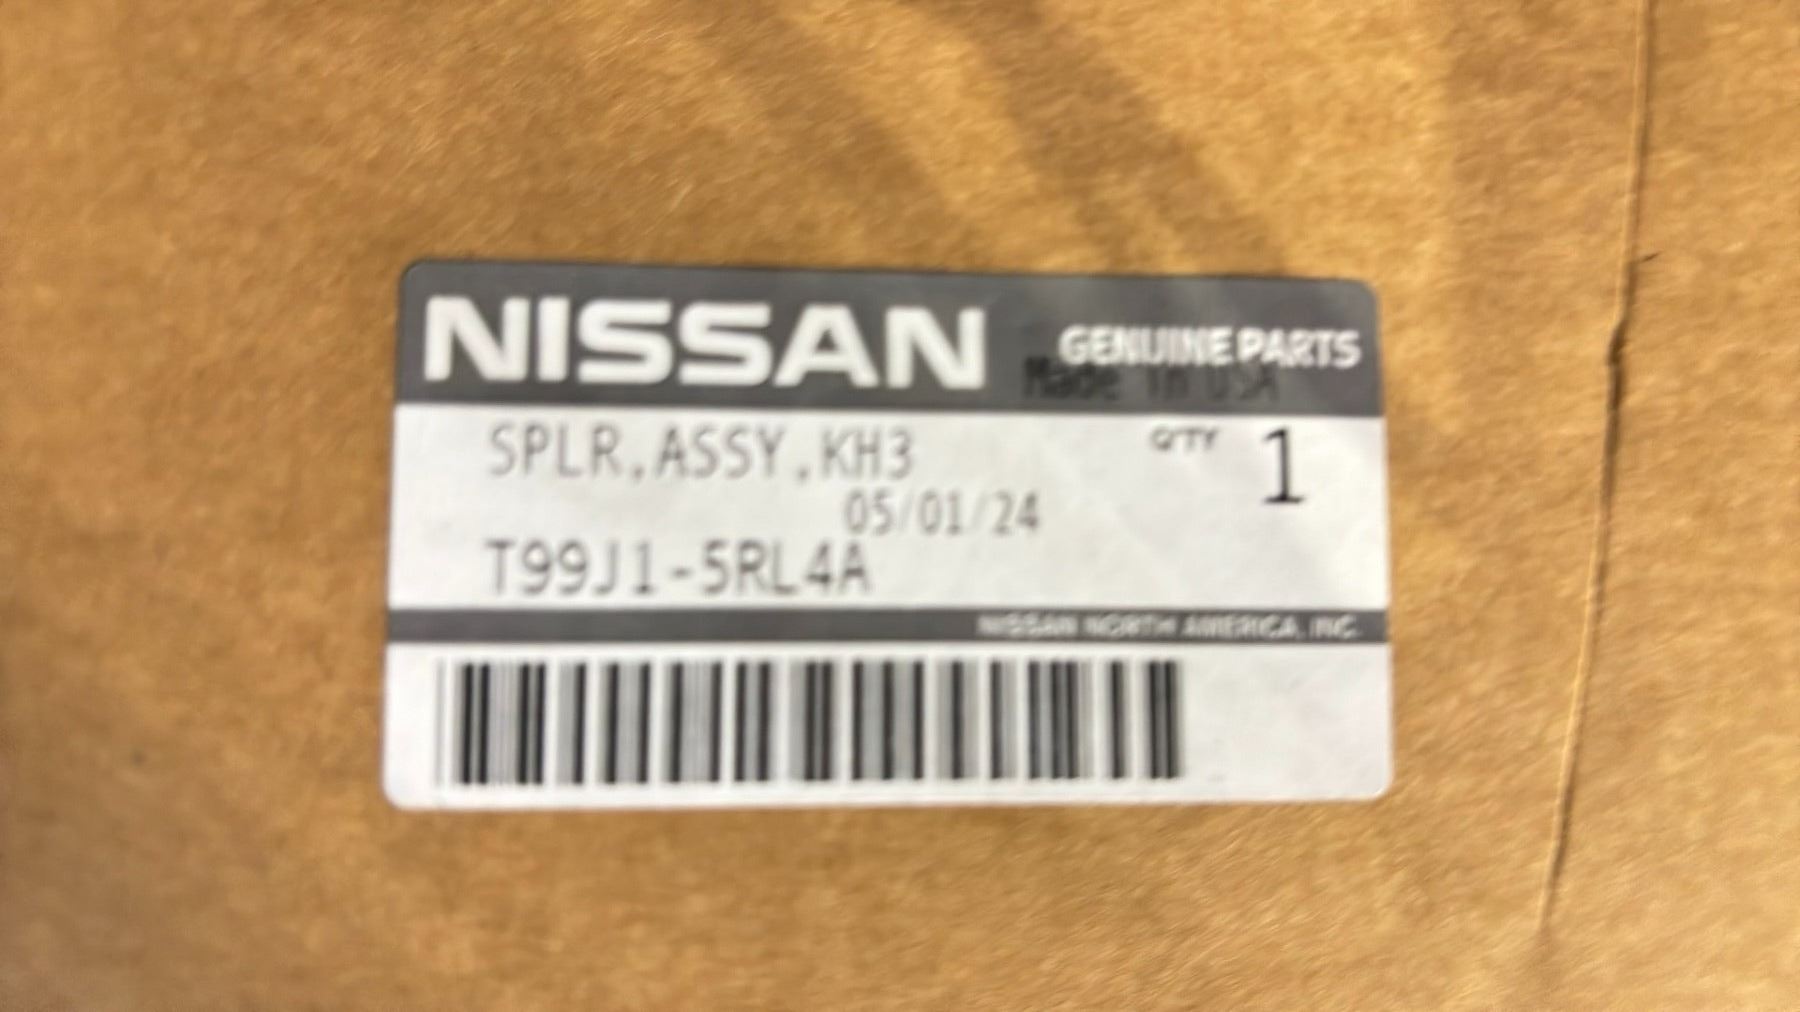 NISSAN GENUINE PARTS
Made in USA
SPLR,ASSY,KH3 Q'TY 1
05/01/24
T99J1-5RL4A
NISSAN NORTH AMERICA, INC.